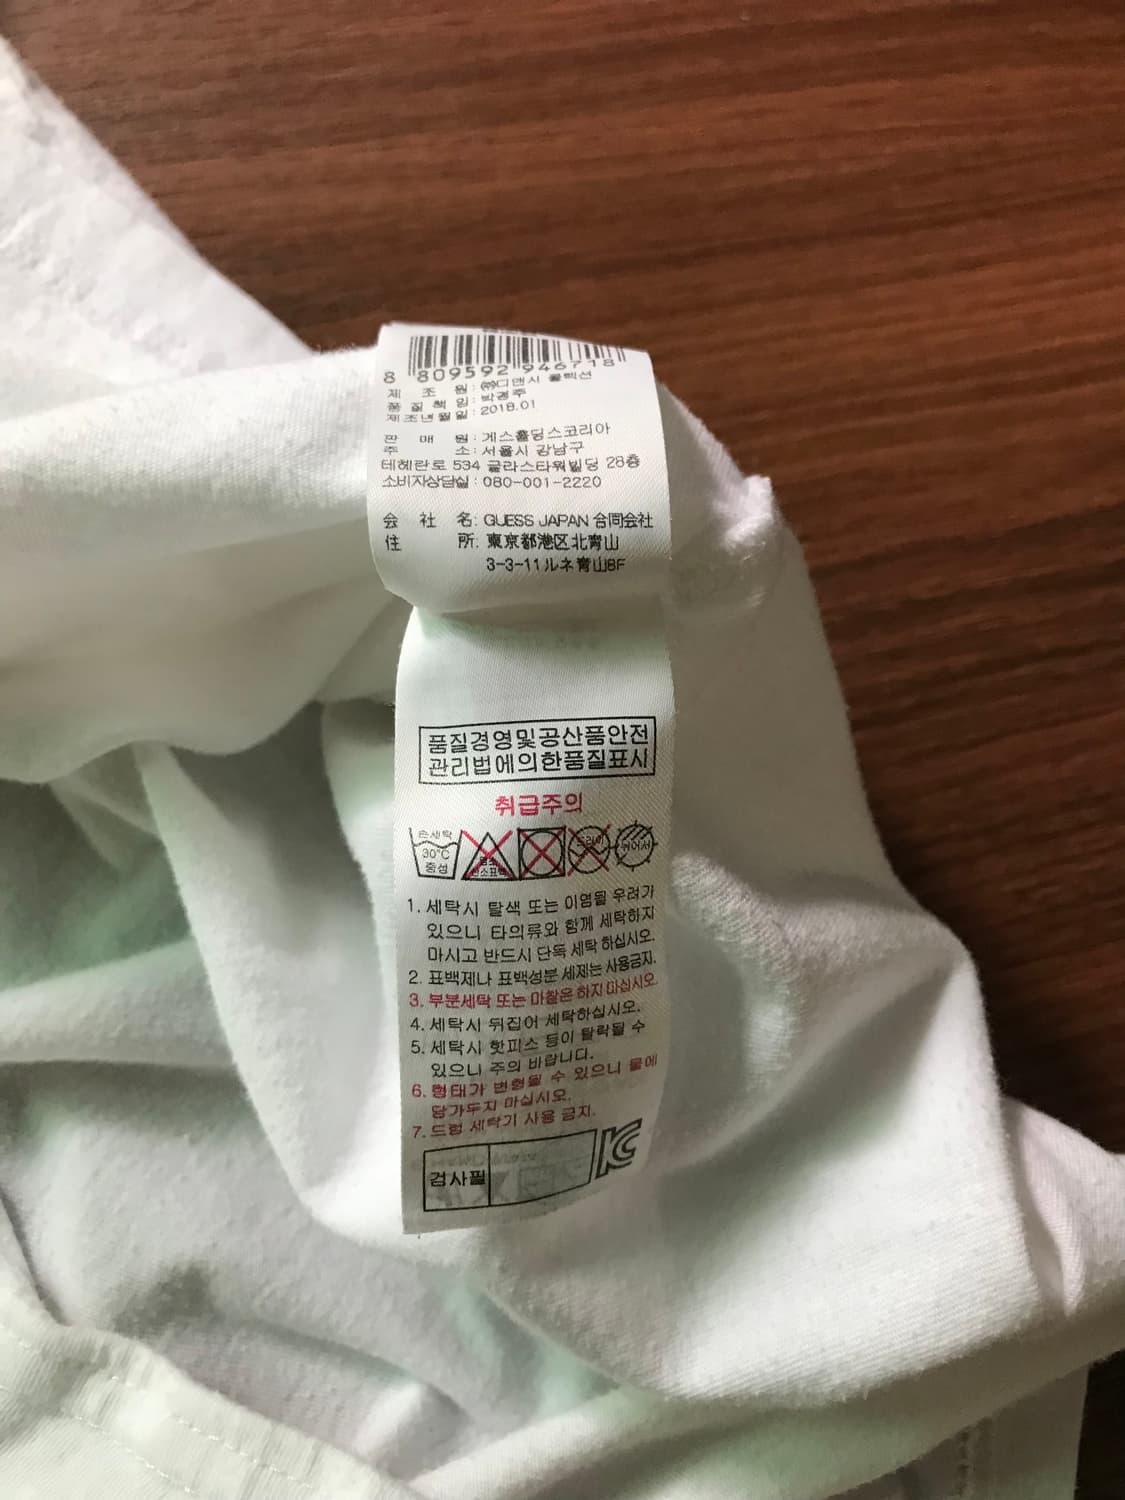 8 809592 946718
제 조 원 : ㈜디맨시 콜렉션
품 질 책 임 : 박경주
제조년월일 : 2018.01
판 매 원 : 게스홀딩스코리아
주 소 : 서울시 강남구
테헤란로 534 글라스타워빌딩 28층
소비자상담실 : 080-001-2220
会 社 名: GUESS JAPAN 合同会社
住 所: 東京都港区北青山
3-3-11ルネ青山8F
품질경영및공산품안전
관리법에의한품질표시
취급주의
손세탁
30℃
중성
염소
산소표백
드라이
뀌어서
1. 세탁시 탈색 또는 이염될 우려가
있으니 타의류와 함께 세탁하지
마시고 반드시 단독 세탁 하십시오.
2. 표백제나 표백성분 세제는 사용금지.
3. 부분세탁 또는 마찰은 하지 마십시오.
4. 세탁시 뒤집어 세탁하십시오.
5. 세탁시 핫피스 등이 탈락될 수
있으니 주의 바랍니다.
6. 형태가 변형될 수 있으니 물에
담가두지 마십시오.
7. 드럼 세탁기 사용 금지.
검사필